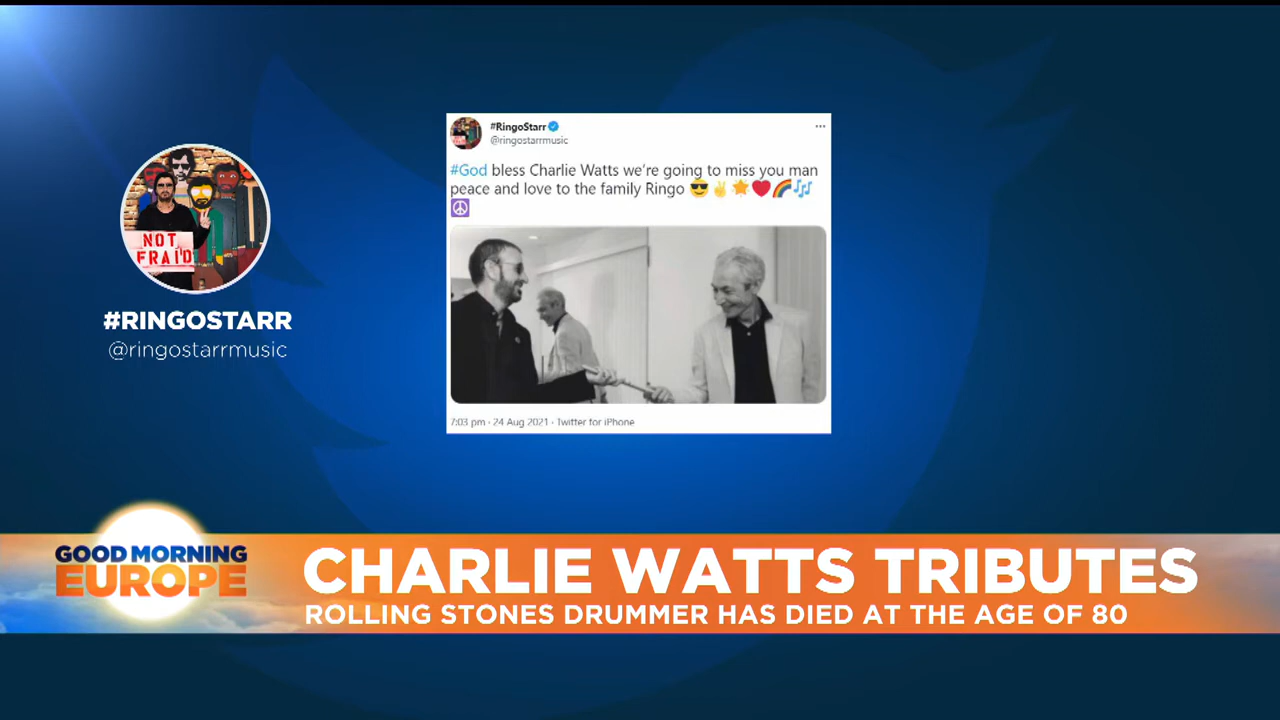 #RingoStarr
@ringostarrmusic
#God bless Charlie Watts we're going to miss you man
peace and love to the family Ringo 😎✌️🌟❤️🌈🎶
☮️
7:03 pm · 24 Aug 2021 · Twitter for iPhone
NOT
FRAID
#RINGOSTARR
@ringostarrmusic
GOOD MORNING
EUROPE
CHARLIE WATTS TRIBUTES
ROLLING STONES DRUMMER HAS DIED AT THE AGE OF 80